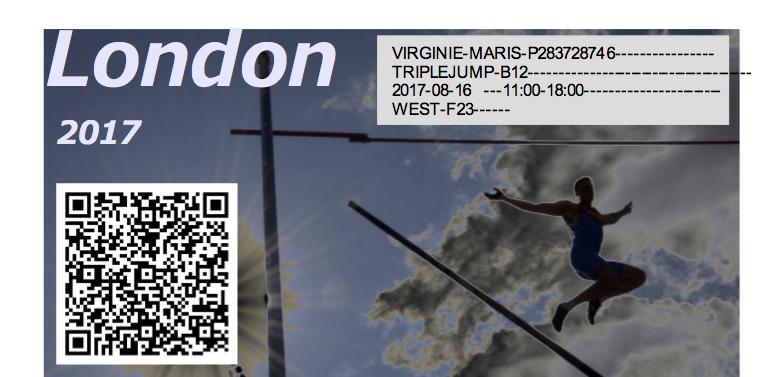 London
2017
VIRGINIE-MARIS-P283728746----------------
TRIPLEJUMP-B12------------------------------------
2017-08-16 ---11:00-18:00----------------------
WEST-F23------